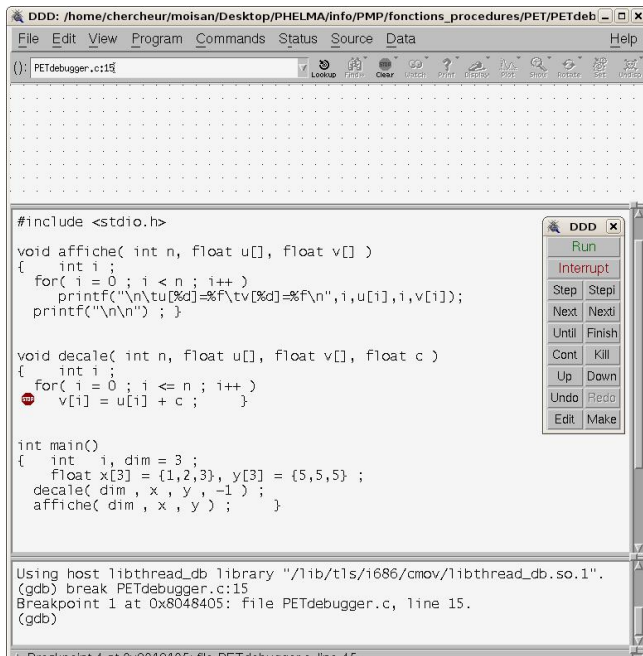 DDD: /home/chercheur/moisan/Desktop/PHELMA/info/PMP/fonctions_procedures/PET/PETdeb
File Edit View Program Commands Status Source Data Help
(): PETdebugger.c:15
Lookup Find» Clear Watch Print Display Plot Show Rotate Set Undisp
#include <stdio.h>
void affiche( int n, float u[], float v[] )
{ int i ;
for( i = 0 ; i < n ; i++ )
printf("\n\tu[%d]=%f\tv[%d]=%f\n",i,u[i],i,v[i]);
printf("\n\n") ; }
void decale( int n, float u[], float v[], float c )
{ int i ;
for( i = 0 ; i <= n ; i++ )
STOP v[i] = u[i] + c ; }
int main()
{ int i, dim = 3 ;
float x[3] = {1,2,3}, y[3] = {5,5,5} ;
decale( dim , x , y , -1 ) ;
affiche( dim , x , y ) ; }
DDD
Run
Interrupt
Step Stepi
Next Nexti
Until Finish
Cont Kill
Up Down
Undo Redo
Edit Make
Using host libthread_db library "/lib/tls/i686/cmov/libthread_db.so.1".
(gdb) break PETdebugger.c:15
Breakpoint 1 at 0x8048405: file PETdebugger.c, line 15.
(gdb)